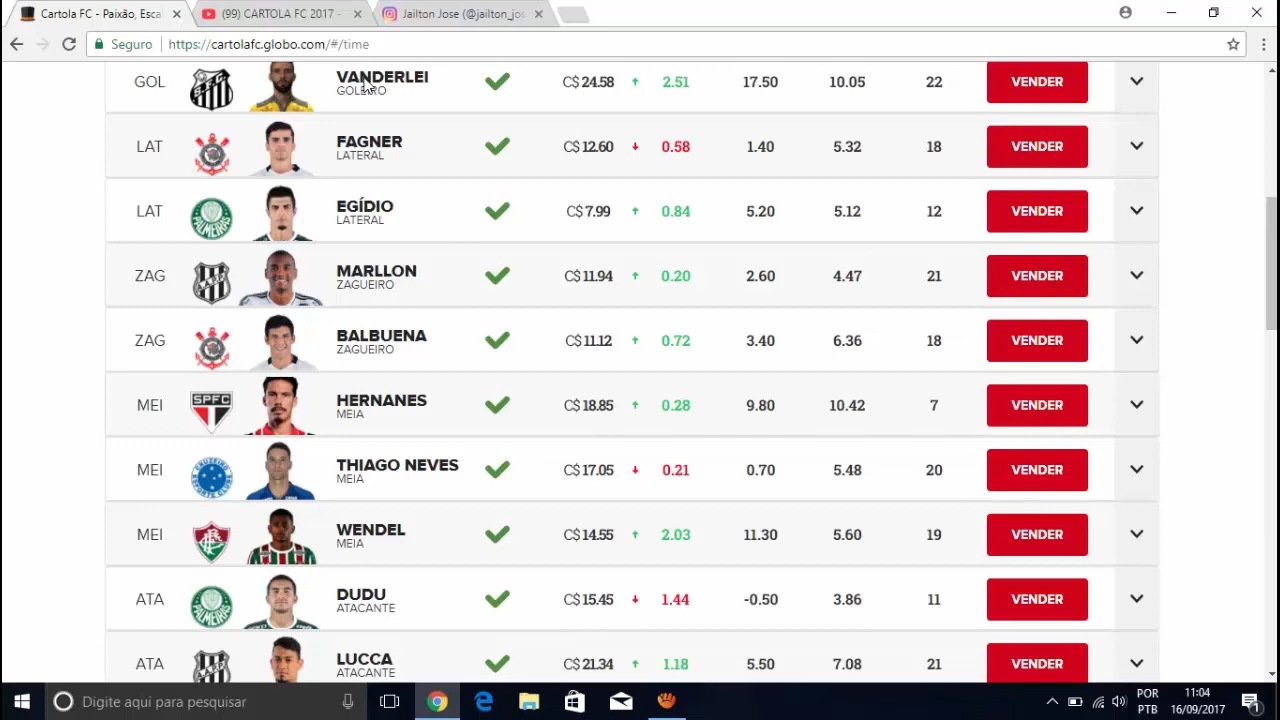 Cartola FC - Paixão, Esca
(99) CARTOLA FC 2017 -
Jailton Jose (@jailton_jos
Seguro
https://cartolafc.globo.com/#/time
GOL VANDERLEI C$ 24.58 2.51 17.50 10.05 22 VENDER
GOLEIRO
LAT FAGNER C$ 12.60 0.58 1.40 5.32 18 VENDER
LATERAL
LAT EGÍDIO C$ 7.99 0.84 5.20 5.12 12 VENDER
LATERAL
ZAG MARLLON C$ 11.94 0.20 2.60 4.47 21 VENDER
ZAGUEIRO
ZAG BALBUENA C$ 11.12 0.72 3.40 6.36 18 VENDER
ZAGUEIRO
SPFC
MEI HERNANES C$ 18.85 0.28 9.80 10.42 7 VENDER
MEIA
MEI THIAGO NEVES C$ 17.05 0.21 0.70 5.48 20 VENDER
MEIA
MEI WENDEL C$ 14.55 2.03 11.30 5.60 19 VENDER
MEIA
ATA DUDU C$ 15.45 1.44 -0.50 3.86 11 VENDER
ATACANTE
ATA LUCCA C$ 21.34 1.18 5.50 7.08 21 VENDER
ATACANTE
Digite aqui para pesquisar
POR
PTB
11:04
16/09/2017